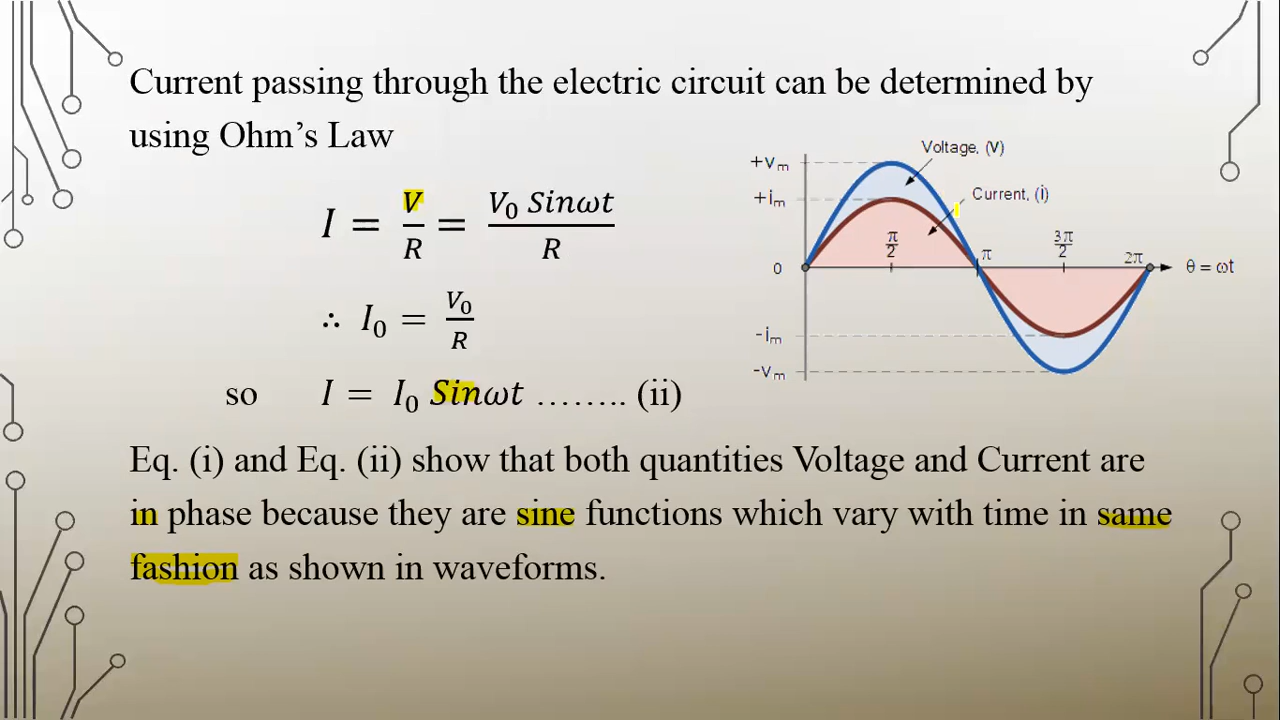 Current passing through the electric circuit can be determined by
using Ohm's Law
I = V/R = V₀ Sinωt / R
∴ I₀ = V₀/R
so I = I₀ Sinωt …….. (ii)
Voltage, (V)
+Vm
Current, (i)
+im
π/2
3π/2
π
2π
0
θ = ωt
-im
-Vm
Eq. (i) and Eq. (ii) show that both quantities Voltage and Current are
in phase because they are sine functions which vary with time in same
fashion as shown in waveforms.